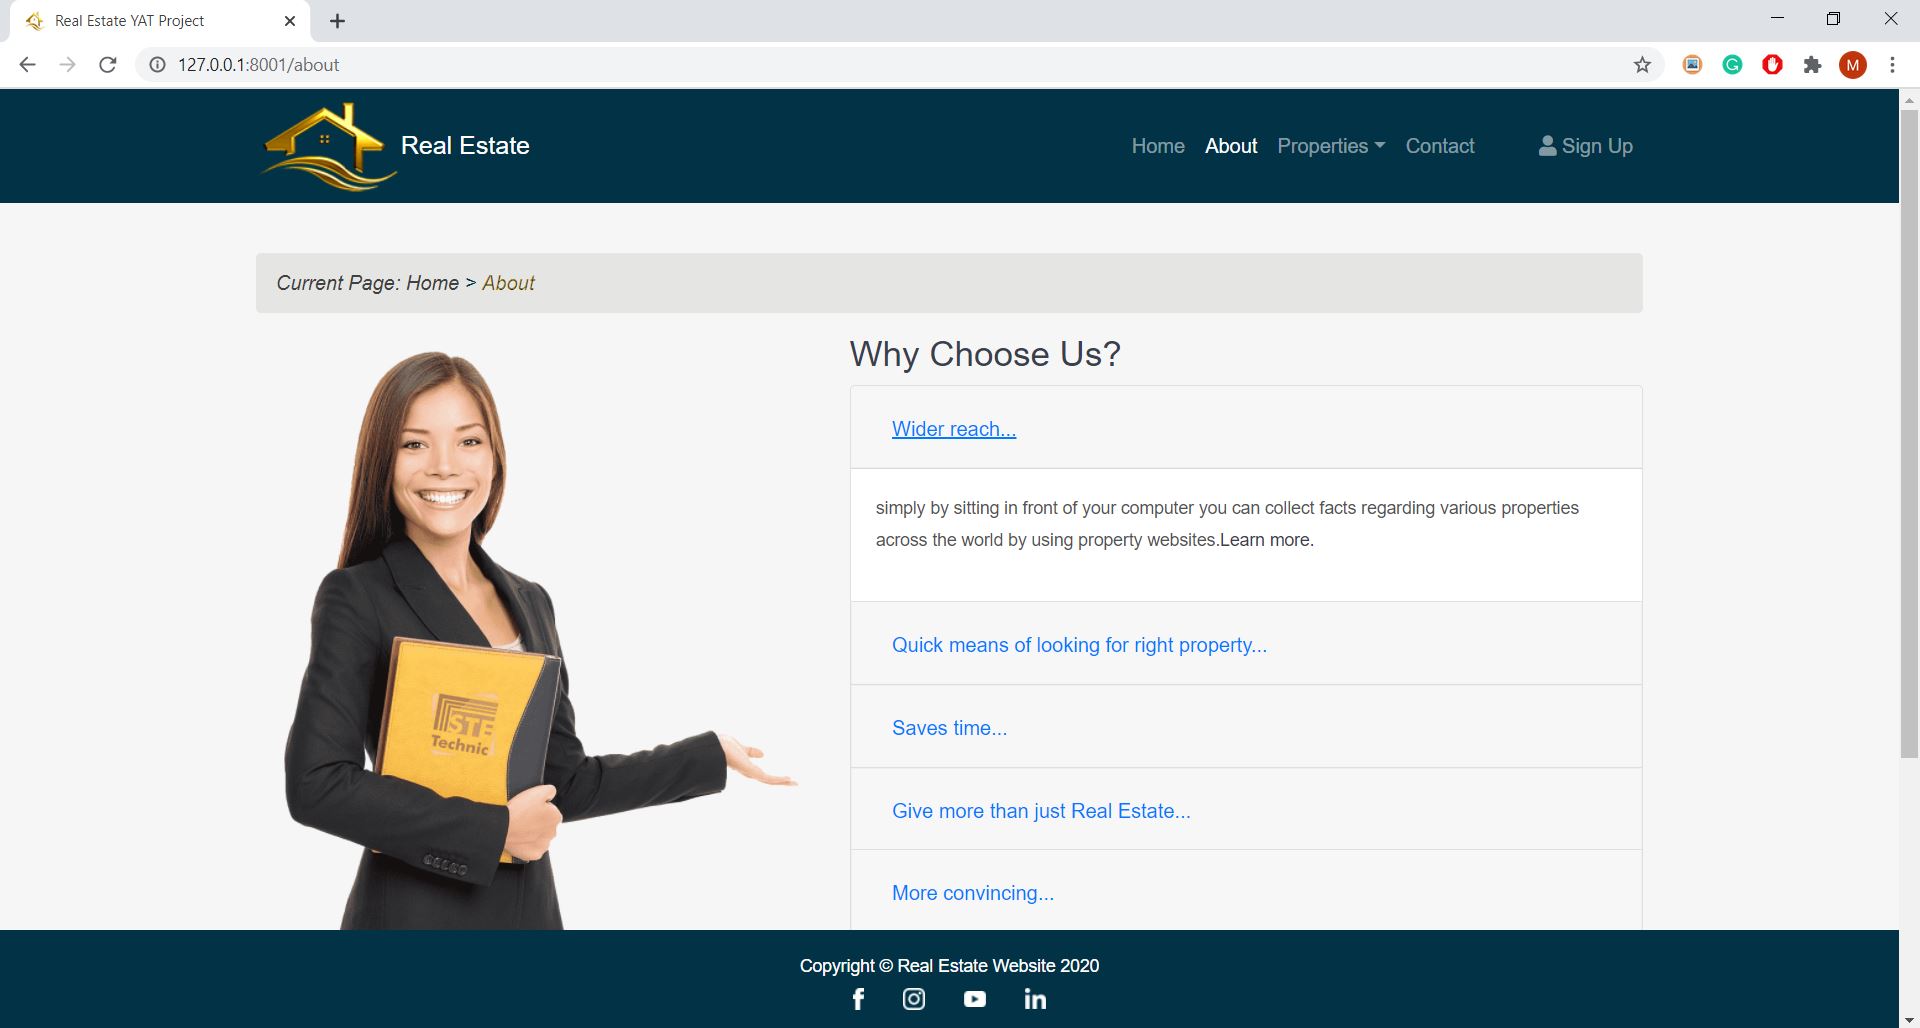 Real Estate YAT Project
127.0.0.1:8001/about
M
Real Estate
Home About Properties Contact Sign Up
Current Page: Home > About
Why Choose Us?
Wider reach...
simply by sitting in front of your computer you can collect facts regarding various properties
across the world by using property websites.Learn more.
Quick means of looking for right property...
Saves time...
Give more than just Real Estate...
More convincing...
STE
Technic
Copyright © Real Estate Website 2020